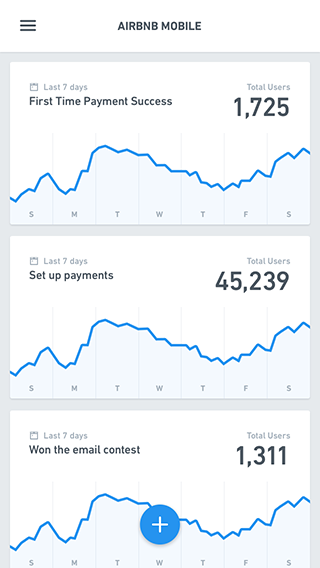 AIRBNB MOBILE
Last 7 days
Total Users
First Time Payment Success
1,725
S M T W T F S
Last 7 days
Total Users
Set up payments
45,239
S M T W T F S
Last 7 days
Total Users
Won the email contest
1,311
S M T W T F S